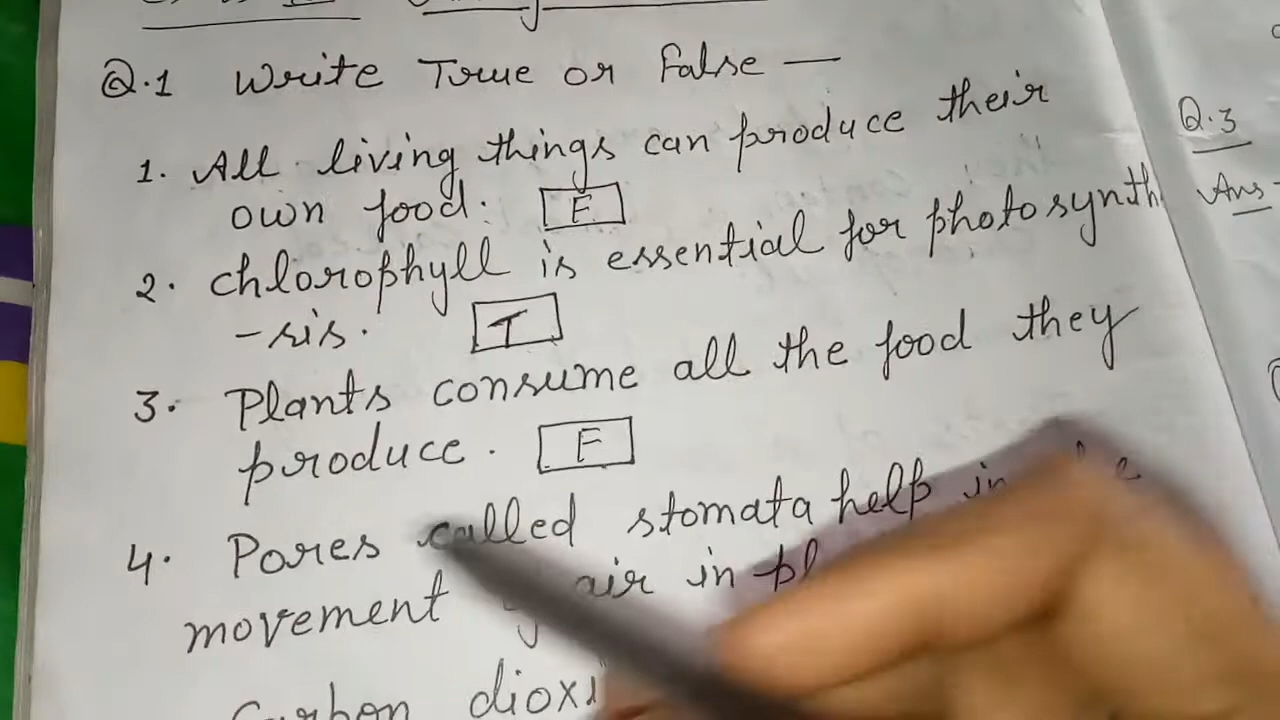 Q.1 Write True or False —
1. All living things can produce their
own food. F
2. Chlorophyll is essential for photosynth
-sis. T
3. Plants consume all the food they
produce. F
4. Pores called stomata help in
movement air in
Carbon
Q.3
Ans-